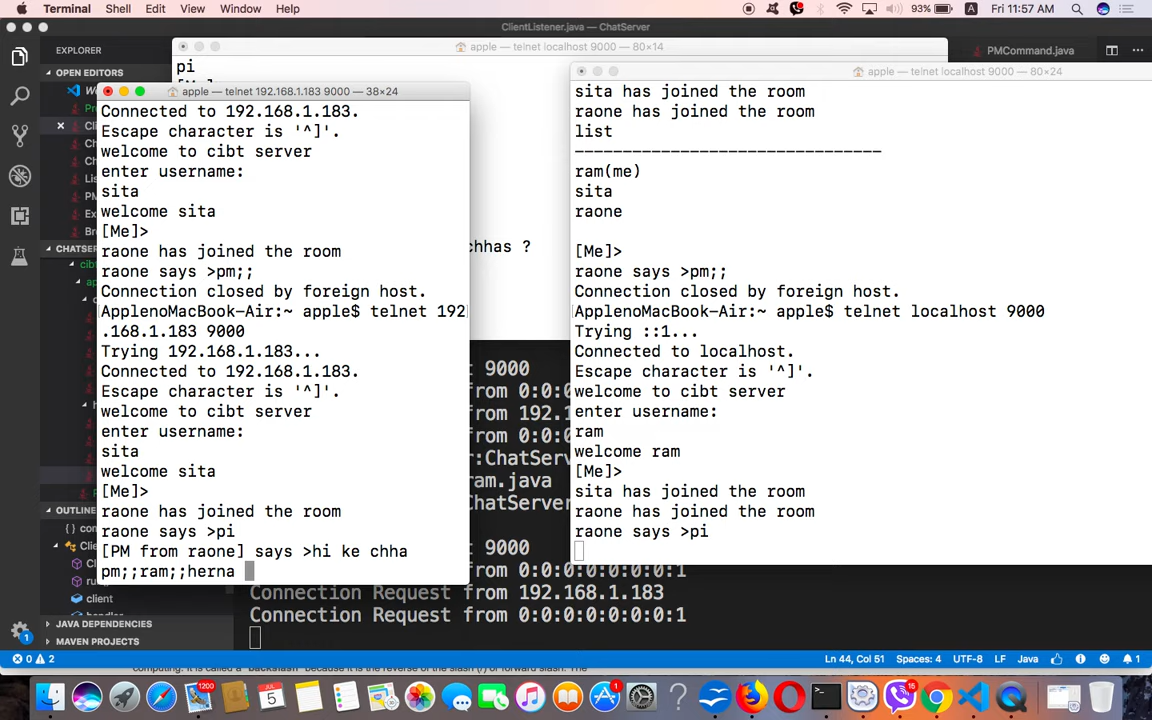 Terminal Shell Edit View Window Help 93% A Fri 11:57 AM
ClientListener.java — ChatServer
EXPLORER
apple — telnet localhost 9000 — 80×14
PMCommand.java
OPEN EDITORS
pi
apple — telnet localhost 9000 — 80×24
apple — telnet 192.168.1.183 9000 — 38×24
Connected to 192.168.1.183.
Escape character is '^]'.
welcome to cibt server
enter username:
sita
welcome sita
[Me]>
raone has joined the room
raone says >pm;;
Connection closed by foreign host.
ApplenoMacBook-Air:~ apple$ telnet 192
.168.1.183 9000
Trying 192.168.1.183...
Connected to 192.168.1.183.
Escape character is '^]'.
welcome to cibt server
enter username:
sita
welcome sita
[Me]>
raone has joined the room
raone says >pi
[PM from raone] says >hi ke chha
pm;;ram;;herna
sita has joined the room
raone has joined the room
list
--------------------------------
ram(me)
sita
raone
[Me]>
raone says >pm;;
Connection closed by foreign host.
ApplenoMacBook-Air:~ apple$ telnet localhost 9000
Trying ::1...
Connected to localhost.
Escape character is '^]'.
welcome to cibt server
enter username:
ram
welcome ram
[Me]>
sita has joined the room
raone has joined the room
raone says >pi
chhas ?
CHATSER
OUTLINE
client
JAVA DEPENDENCIES
MAVEN PROJECTS
9000
from 0:0:0
from 192.1
from 0:0:0
r:ChatServ
ram.java
ChatServer
9000
from 0:0:0:0:0:0:0:1
Connection Request from 192.168.1.183
Connection Request from 0:0:0:0:0:0:0:1
0 2
Ln 44, Col 51 Spaces: 4 UTF-8 LF Java 1
1200
5
15